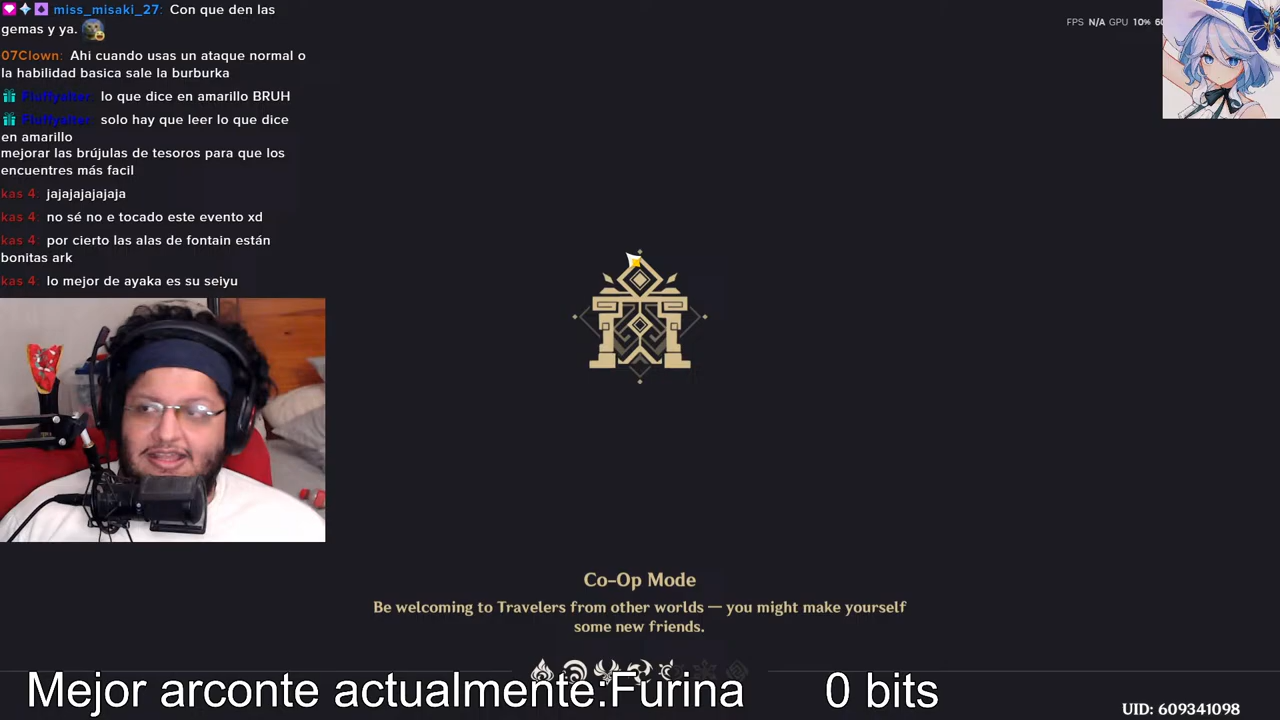 miss_misaki_27: Con que den las
gemas y ya.
07Clown: Ahi cuando usas un ataque normal o
la habilidad basica sale la burburka
Fluffyalter: lo que dice en amarillo BRUH
Fluffyalter: solo hay que leer lo que dice
en amarillo
mejorar las brújulas de tesoros para que los
encuentres más facil
kas 4: jajajajajajaja
kas 4: no sé no e tocado este evento xd
kas 4: por cierto las alas de fontain están
bonitas ark
kas 4: lo mejor de ayaka es su seiyu
FPS N/A GPU 10%
Co-Op Mode
Be welcoming to Travelers from other worlds — you might make yourself
some new friends.
Mejor arconte actualmente:Furina 0 bits
UID: 609341098